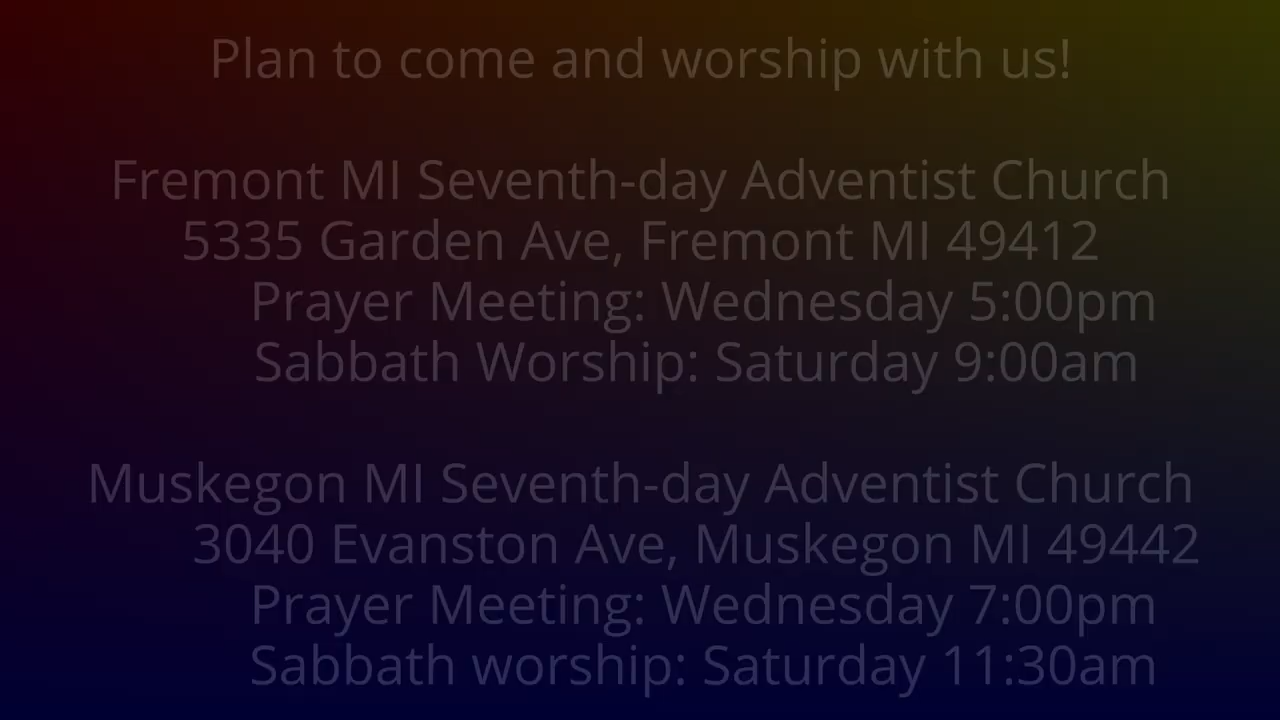 Plan to come and worship with us!
Fremont MI Seventh-day Adventist Church
5335 Garden Ave, Fremont MI 49412
Prayer Meeting: Wednesday 5:00pm
Sabbath Worship: Saturday 9:00am
Muskegon MI Seventh-day Adventist Church
3040 Evanston Ave, Muskegon MI 49442
Prayer Meeting: Wednesday 7:00pm
Sabbath worship: Saturday 11:30am